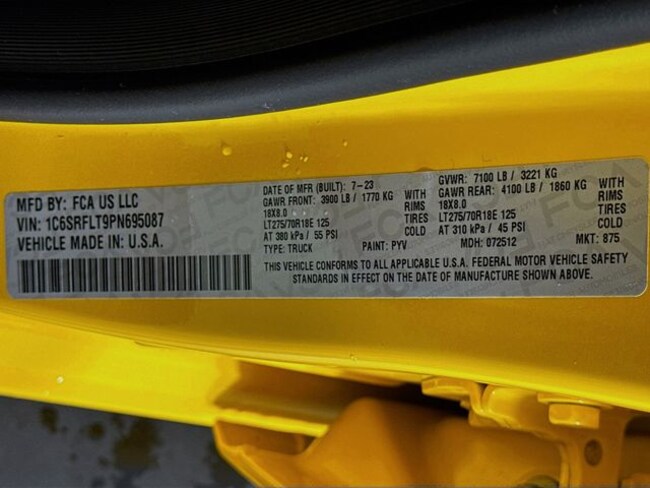 MFD BY: FCA US LLC
VIN: 1C6SRFLT9PN695087
VEHICLE MADE IN: U.S.A.
DATE OF MFR (BUILT): 7-23 GVWR: 7100 LB / 3221 KG
GAWR FRONT: 3900 LB / 1770 KG WITH GAWR REAR: 4100 LB / 1860 KG WITH
18X8.0 RIMS 18X8.0 RIMS
LT275/70R18E 125 TIRES LT275/70R18E 125 TIRES
AT 380 kPa / 55 PSI COLD AT 310 kPa / 45 PSI COLD
TYPE: TRUCK PAINT: PYV MDH: 072512 MKT: 875
THIS VEHICLE CONFORMS TO ALL APPLICABLE U.S.A. FEDERAL MOTOR VEHICLE SAFETY
STANDARDS IN EFFECT ON THE DATE OF MANUFACTURE SHOWN ABOVE.